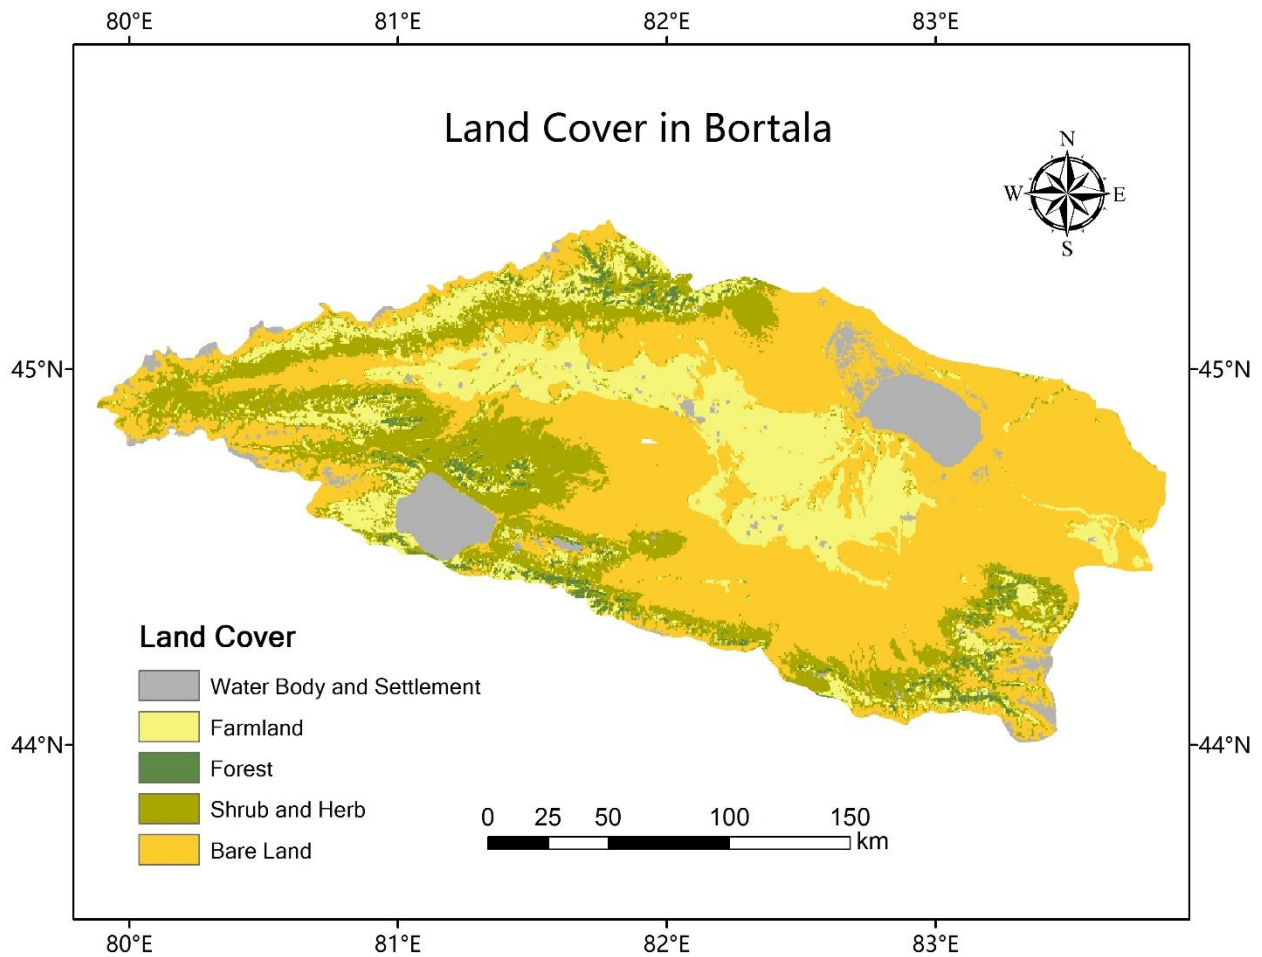 80°E 81°E 82°E 83°E
Land Cover in Bortala
N
W E
S
45°N 45°N
Land Cover
Water Body and Settlement
Farmland
Forest
Shrub and Herb
Bare Land
44°N 44°N
0 25 50 100 150
km
80°E 81°E 82°E 83°E